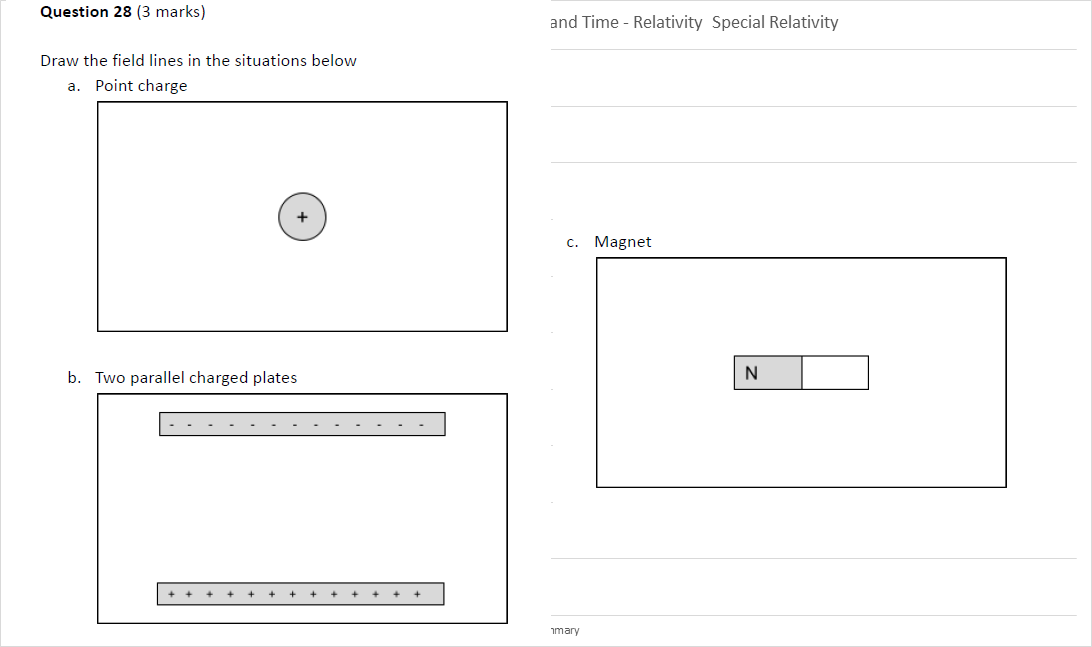 Question 28 (3 marks)
Draw the field lines in the situations below
a. Point charge
+
b. Two parallel charged plates
- - - - - - - - - - - - -
+ + + + + + + + + + + + +
and Time - Relativity Special Relativity
c. Magnet
N